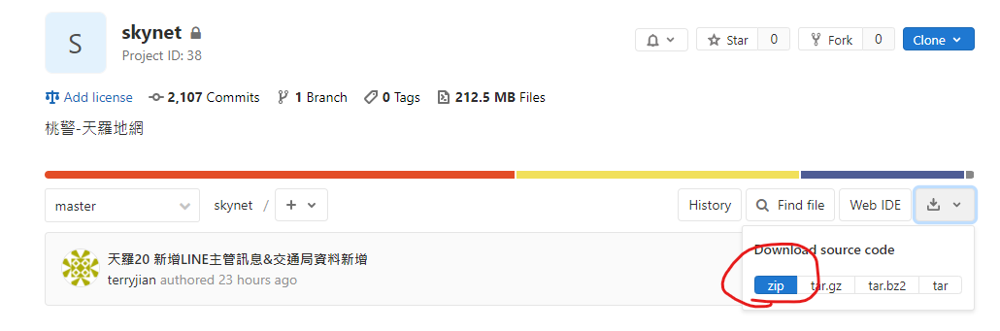 S
skynet
Project ID: 38
Star 0
Fork 0
Clone
Add license 2,107 Commits 1 Branch 0 Tags 212.5 MB Files
桃警-天羅地網
master
skynet / +
History
Find file
Web IDE
天羅20 新增LINE主管訊息&交通局資料新增
terryjian authored 23 hours ago
Download source code
zip tar.gz tar.bz2 tar